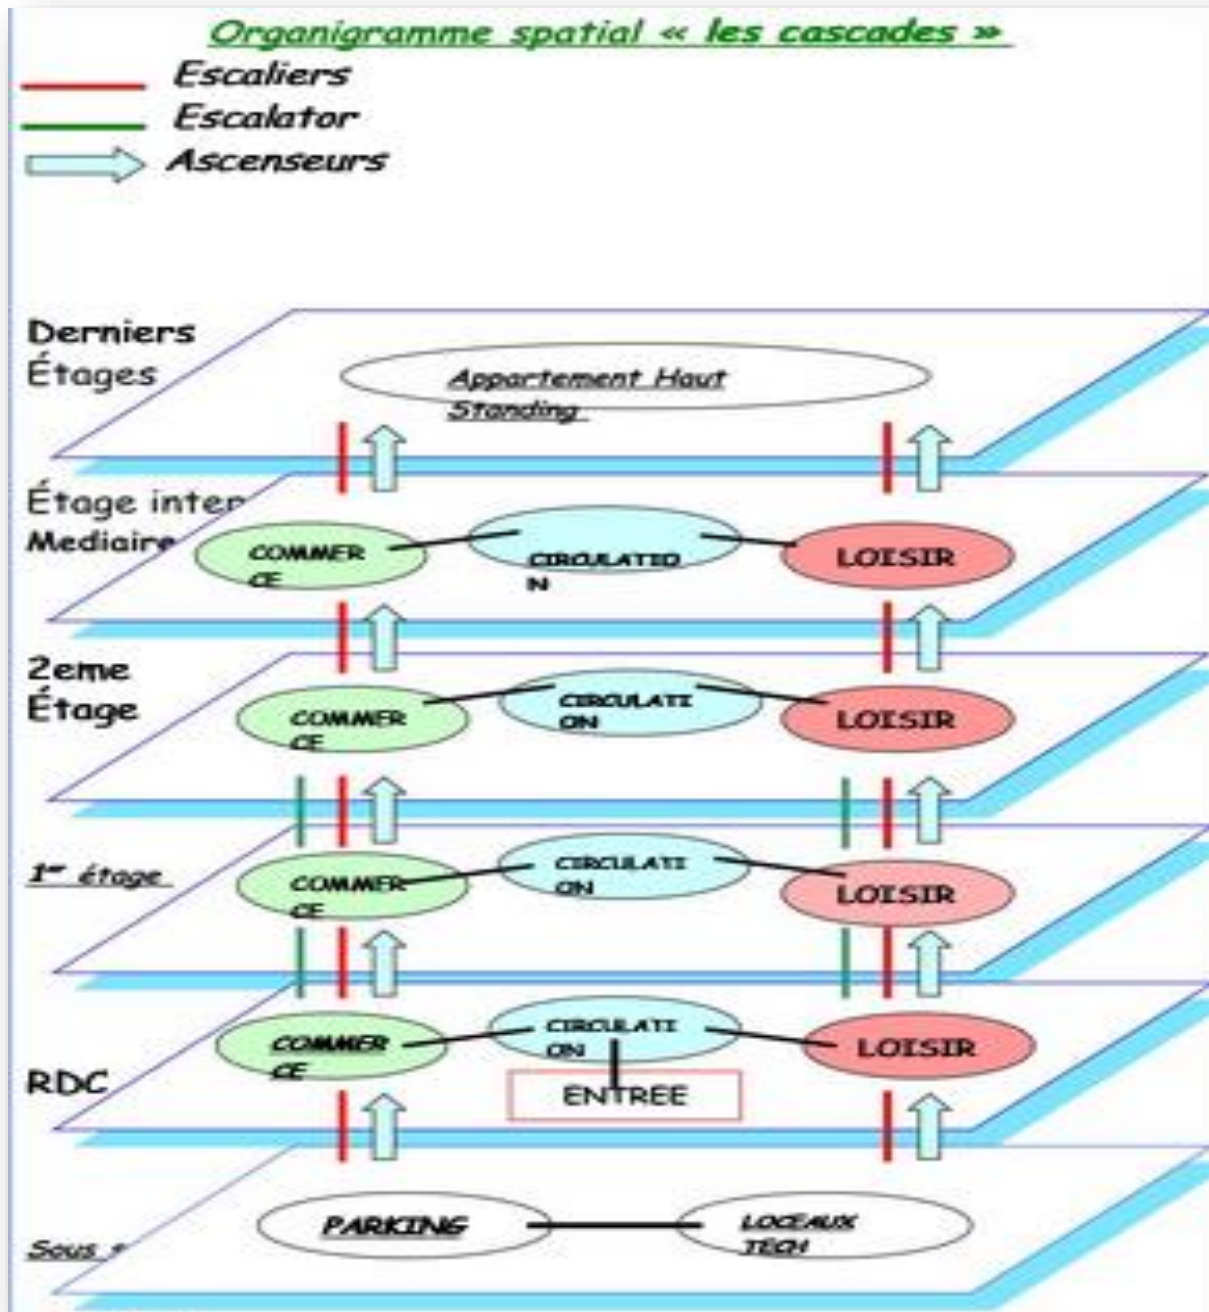 Organigramme spatial « les cascades »
Escaliers
Escalator
Ascenseurs
Derniers
Étages
Appartement Haut
Standing
Étage inter
Mediaire
COMMER
CE
CIRCULATIO
N
LOISIR
2eme
Étage
COMMER
CE
CIRCULATI
ON
LOISIR
1er étage
COMMER
CE
CIRCULATI
ON
LOISIR
RDC
COMMER
CE
CIRCULATI
ON
LOISIR
ENTREE
PARKING
LOCEAUX
TECH
Sous